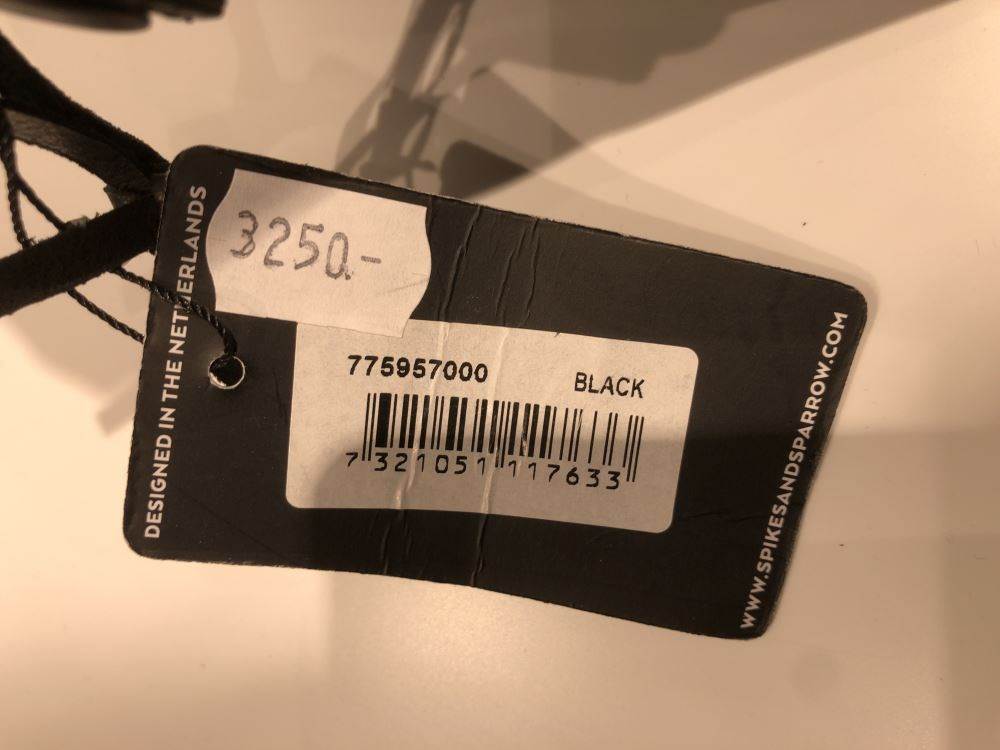 DESIGNED IN THE NETHERLANDS
3250.-
775957000
BLACK
7 321051 117633
WWW.SPIKESANDSPARROW.COM